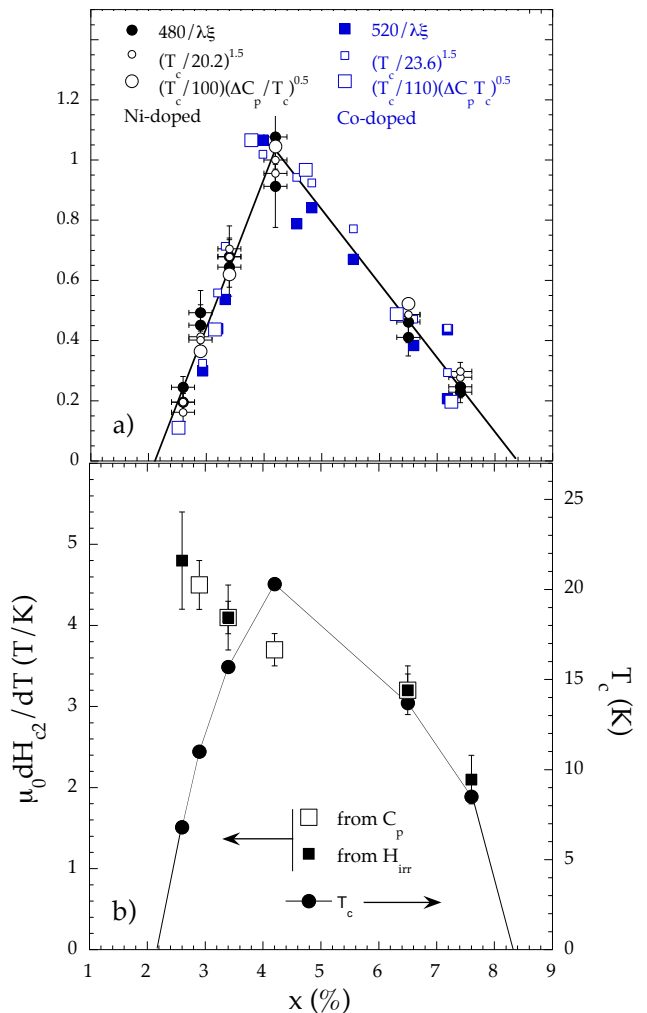 480/λξ
(T_c/20.2)^1.5
(T_c/100)(ΔC_p/T_c)^0.5
Ni-doped
520/λξ
(T_c/23.6)^1.5
(T_c/110)(ΔC_p T_c)^0.5
Co-doped
1.2
1
0.8
0.6
0.4
0.2
0
a)
μ₀dH_c2/dT (T/K)
5
4
3
2
1
0
25
20
15
10
5
0
T_c (K)
from C_p
from H_irr
T_c
b)
1 2 3 4 5 6 7 8 9
x (%)